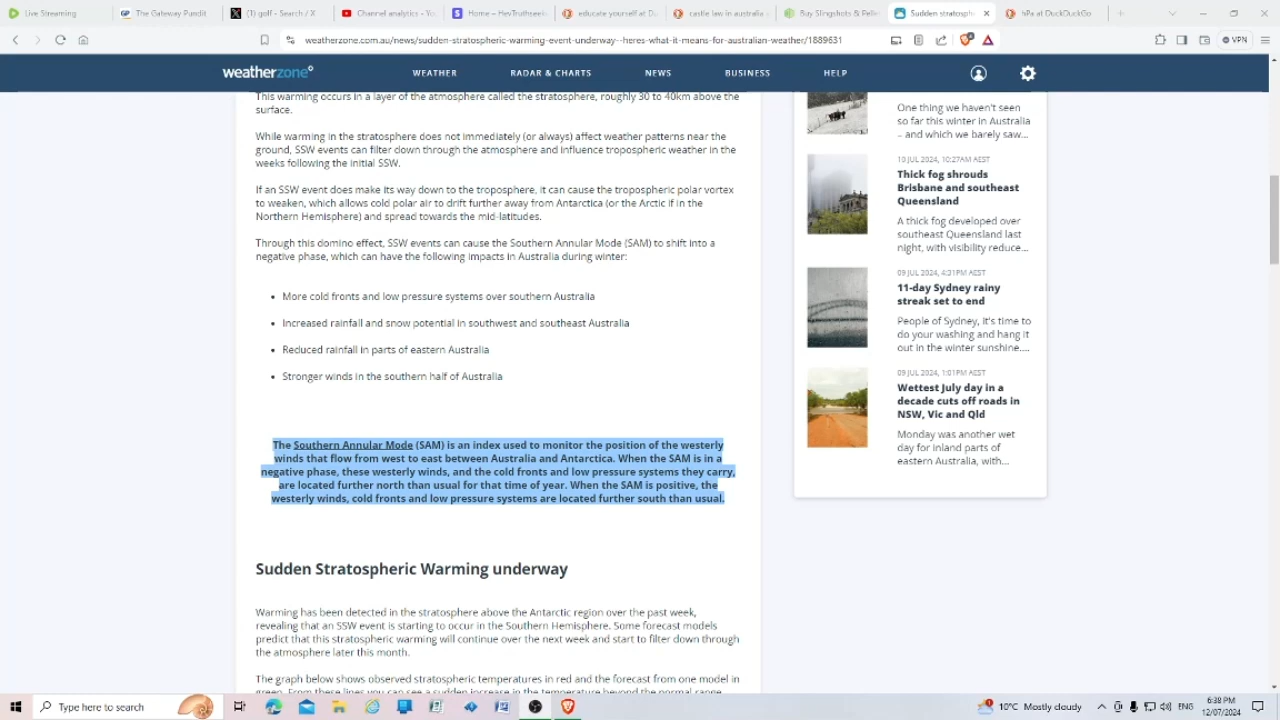 Live Streaming
The Gateway Pundit
(1) golf - Search / X
Channel analytics - Yo
Home – HeyTruthseek
educate yourself at Du
castle law in australia
Buy Slingshots & Pelle
Sudden stratosph
hPa at DuckDuckGo
weatherzone.com.au/news/sudden-stratospheric-warming-event-underway--heres-what-it-means-for-australian-weather/1889631
VPN
weatherzone°
WEATHER
RADAR & CHARTS
NEWS
BUSINESS
HELP
This warming occurs in a layer of the atmosphere called the stratosphere, roughly 30 to 40km above the
surface.
While warming in the stratosphere does not immediately (or always) affect weather patterns near the
ground, SSW events can filter down through the atmosphere and influence tropospheric weather in the
weeks following the initial SSW.
If an SSW event does make its way down to the troposphere, it can cause the tropospheric polar vortex
to weaken, which allows cold polar air to drift further away from Antarctica (or the Arctic if in the
Northern Hemisphere) and spread towards the mid-latitudes.
Through this domino effect, SSW events can cause the Southern Annular Mode (SAM) to shift into a
negative phase, which can have the following impacts in Australia during winter:
• More cold fronts and low pressure systems over southern Australia
• Increased rainfall and snow potential in southwest and southeast Australia
• Reduced rainfall in parts of eastern Australia
• Stronger winds in the southern half of Australia
The Southern Annular Mode (SAM) is an index used to monitor the position of the westerly
winds that flow from west to east between Australia and Antarctica. When the SAM is in a
negative phase, these westerly winds, and the cold fronts and low pressure systems they carry,
are located further north than usual for that time of year. When the SAM is positive, the
westerly winds, cold fronts and low pressure systems are located further south than usual.
Sudden Stratospheric Warming underway
Warming has been detected in the stratosphere above the Antarctic region over the past week,
revealing that an SSW event is starting to occur in the Southern Hemisphere. Some forecast models
predict that this stratospheric warming will continue over the next week and start to filter down through
the atmosphere later this month.
The graph below shows observed stratospheric temperatures in red and the forecast from one model in
green. From these lines you can see a sudden increase in the temperature beyond the normal range
One thing we haven't seen
so far this winter in Australia
– and which we barely saw...
10 JUL 2024, 10:27AM AEST
Thick fog shrouds
Brisbane and southeast
Queensland
A thick fog developed over
southeast Queensland last
night, with visibility reduce...
09 JUL 2024, 4:31PM AEST
11-day Sydney rainy
streak set to end
People of Sydney, it's time to
do your washing and hang it
out in the winter sunshine....
09 JUL 2024, 1:01PM AEST
Wettest July day in a
decade cuts off roads in
NSW, Vic and Qld
Monday was another wet
day for inland parts of
eastern Australia, with...
Type here to search
10°C Mostly cloudy
ENG
6:38 PM
12/07/2024